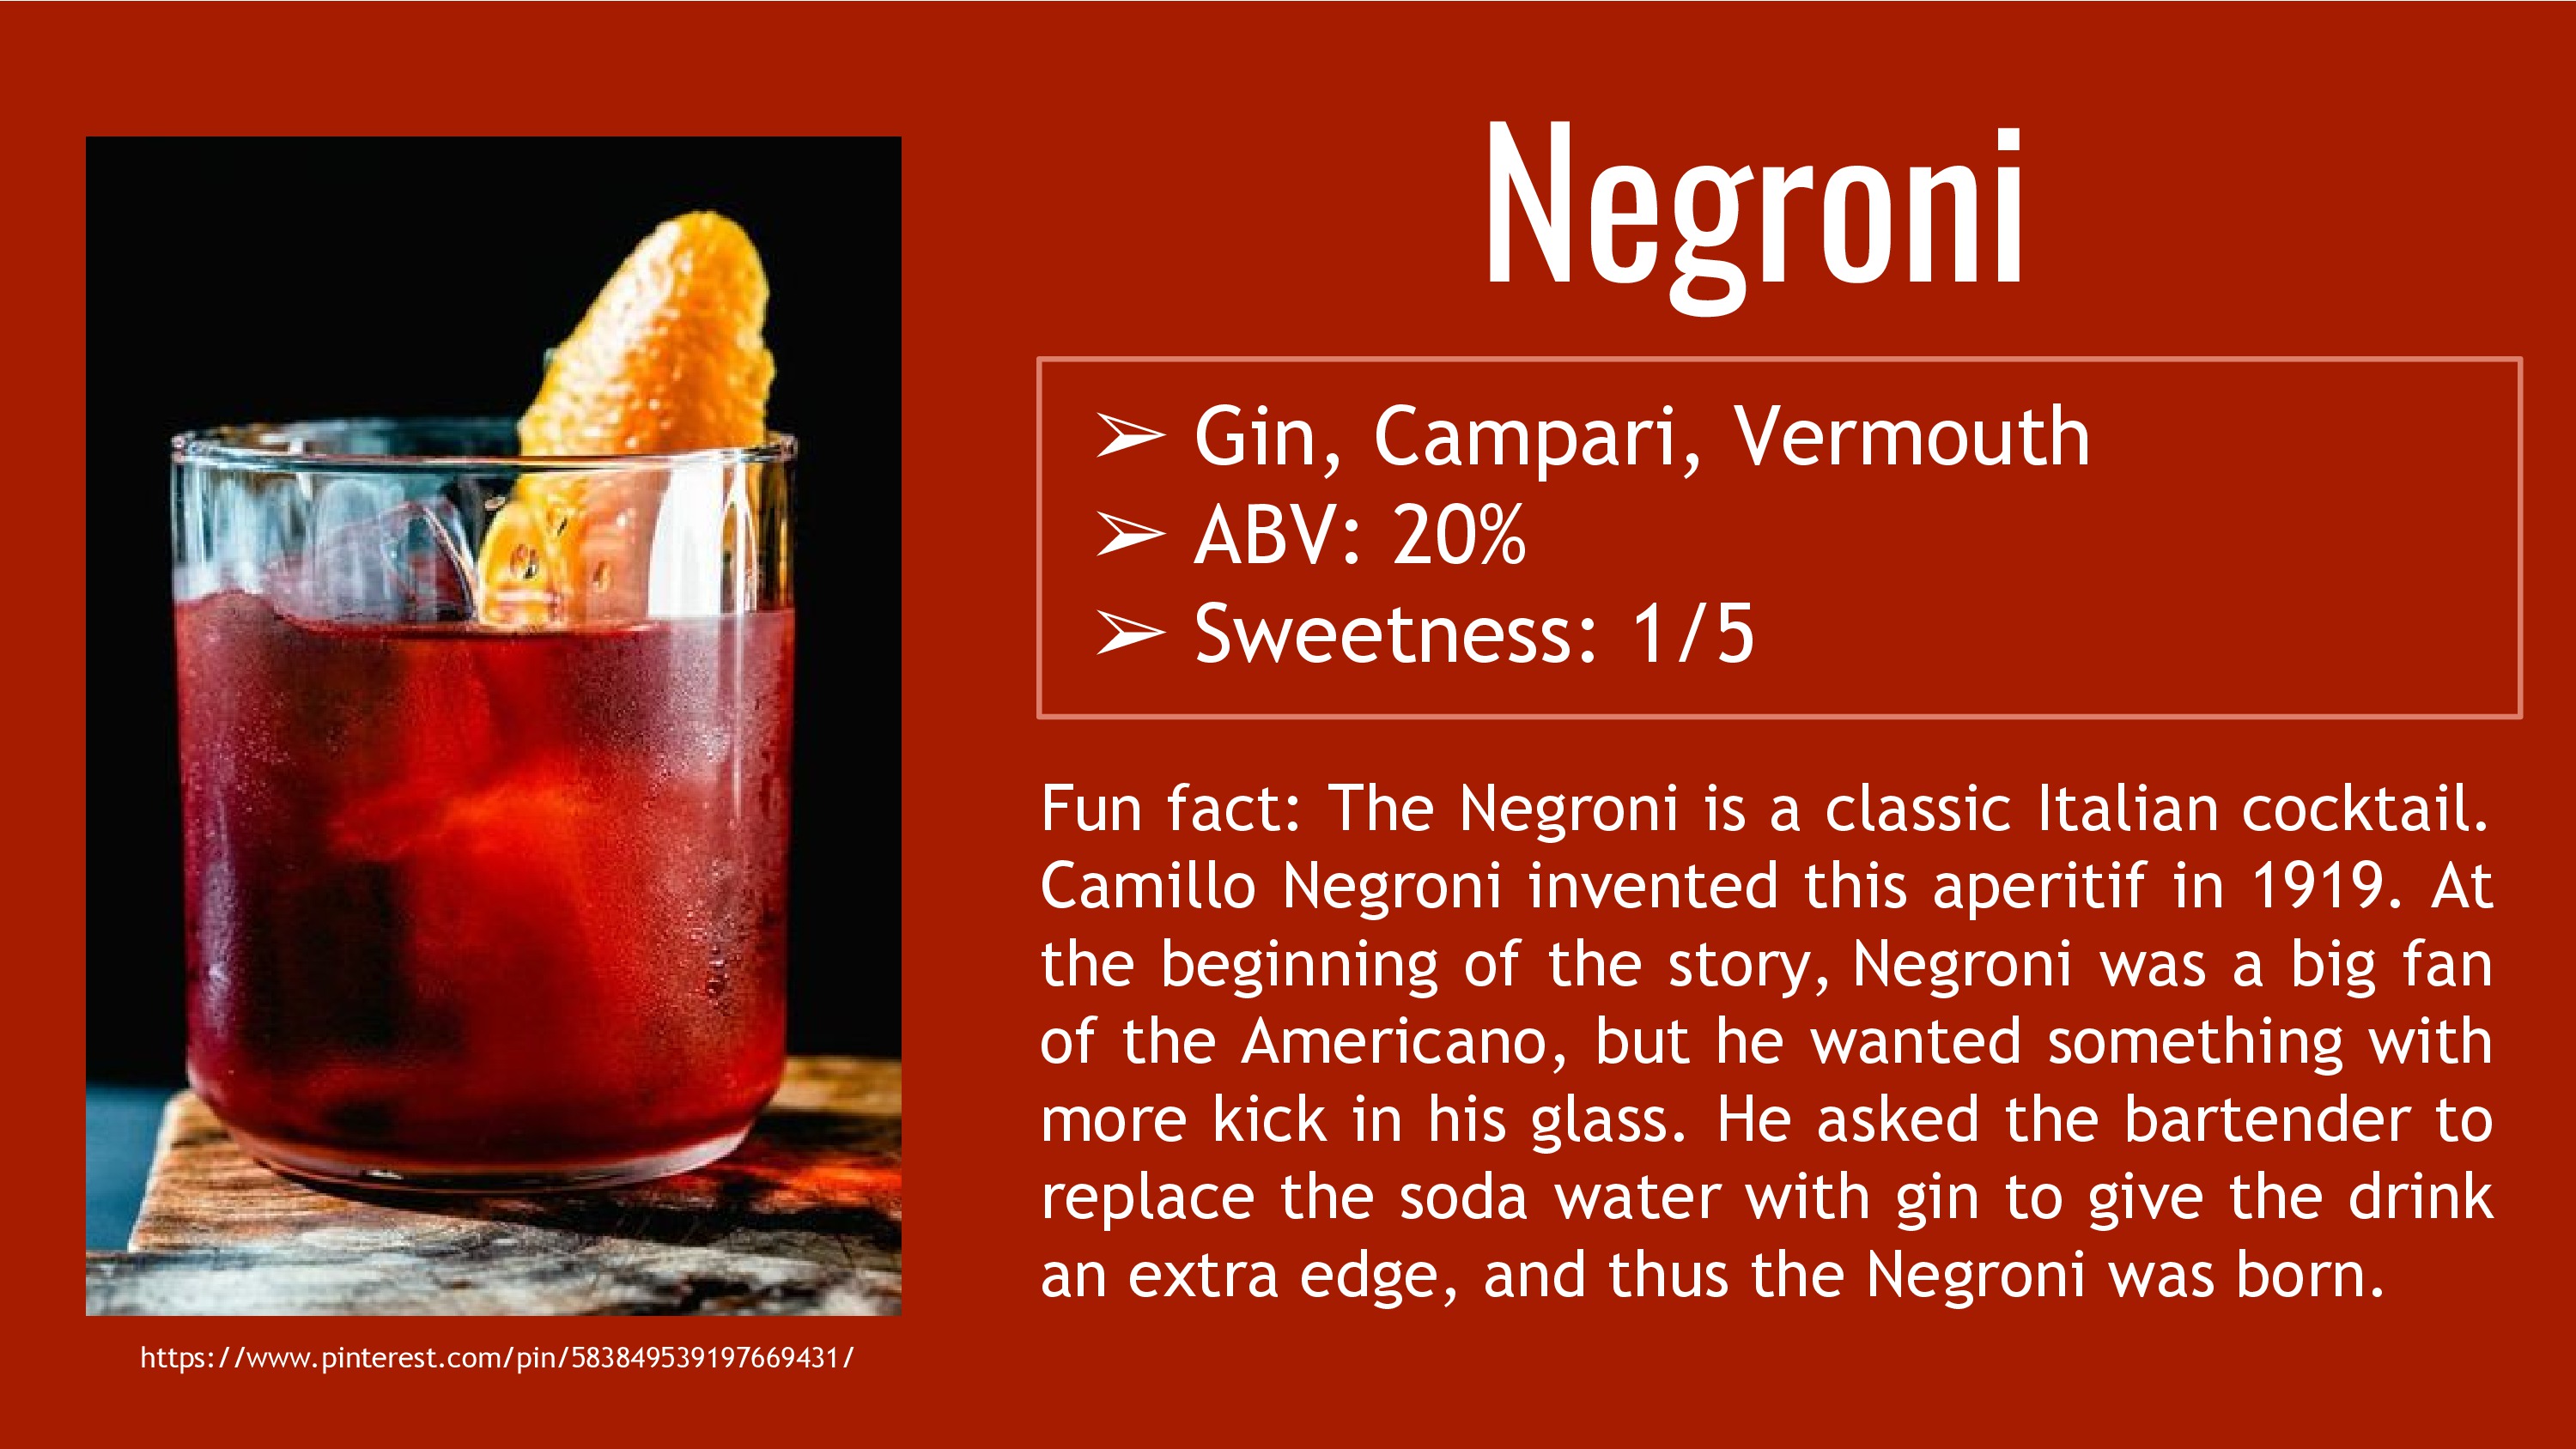 Negroni
➢ Gin, Campari, Vermouth
➢ ABV: 20%
➢ Sweetness: 1/5
Fun fact: The Negroni is a classic Italian cocktail.
Camillo Negroni invented this aperitif in 1919. At
the beginning of the story, Negroni was a big fan
of the Americano, but he wanted something with
more kick in his glass. He asked the bartender to
replace the soda water with gin to give the drink
an extra edge, and thus the Negroni was born.
https://www.pinterest.com/pin/583849539197669431/